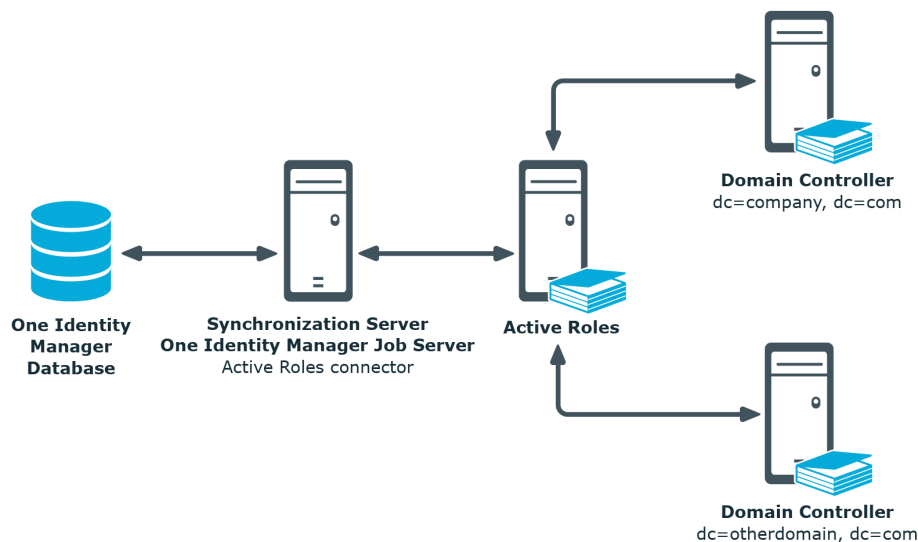 One Identity
Manager
Database
Synchronization Server
One Identity Manager Job Server
Active Roles connector
Active Roles
Domain Controller
dc=company, dc=com
Domain Controller
dc=otherdomain, dc=com